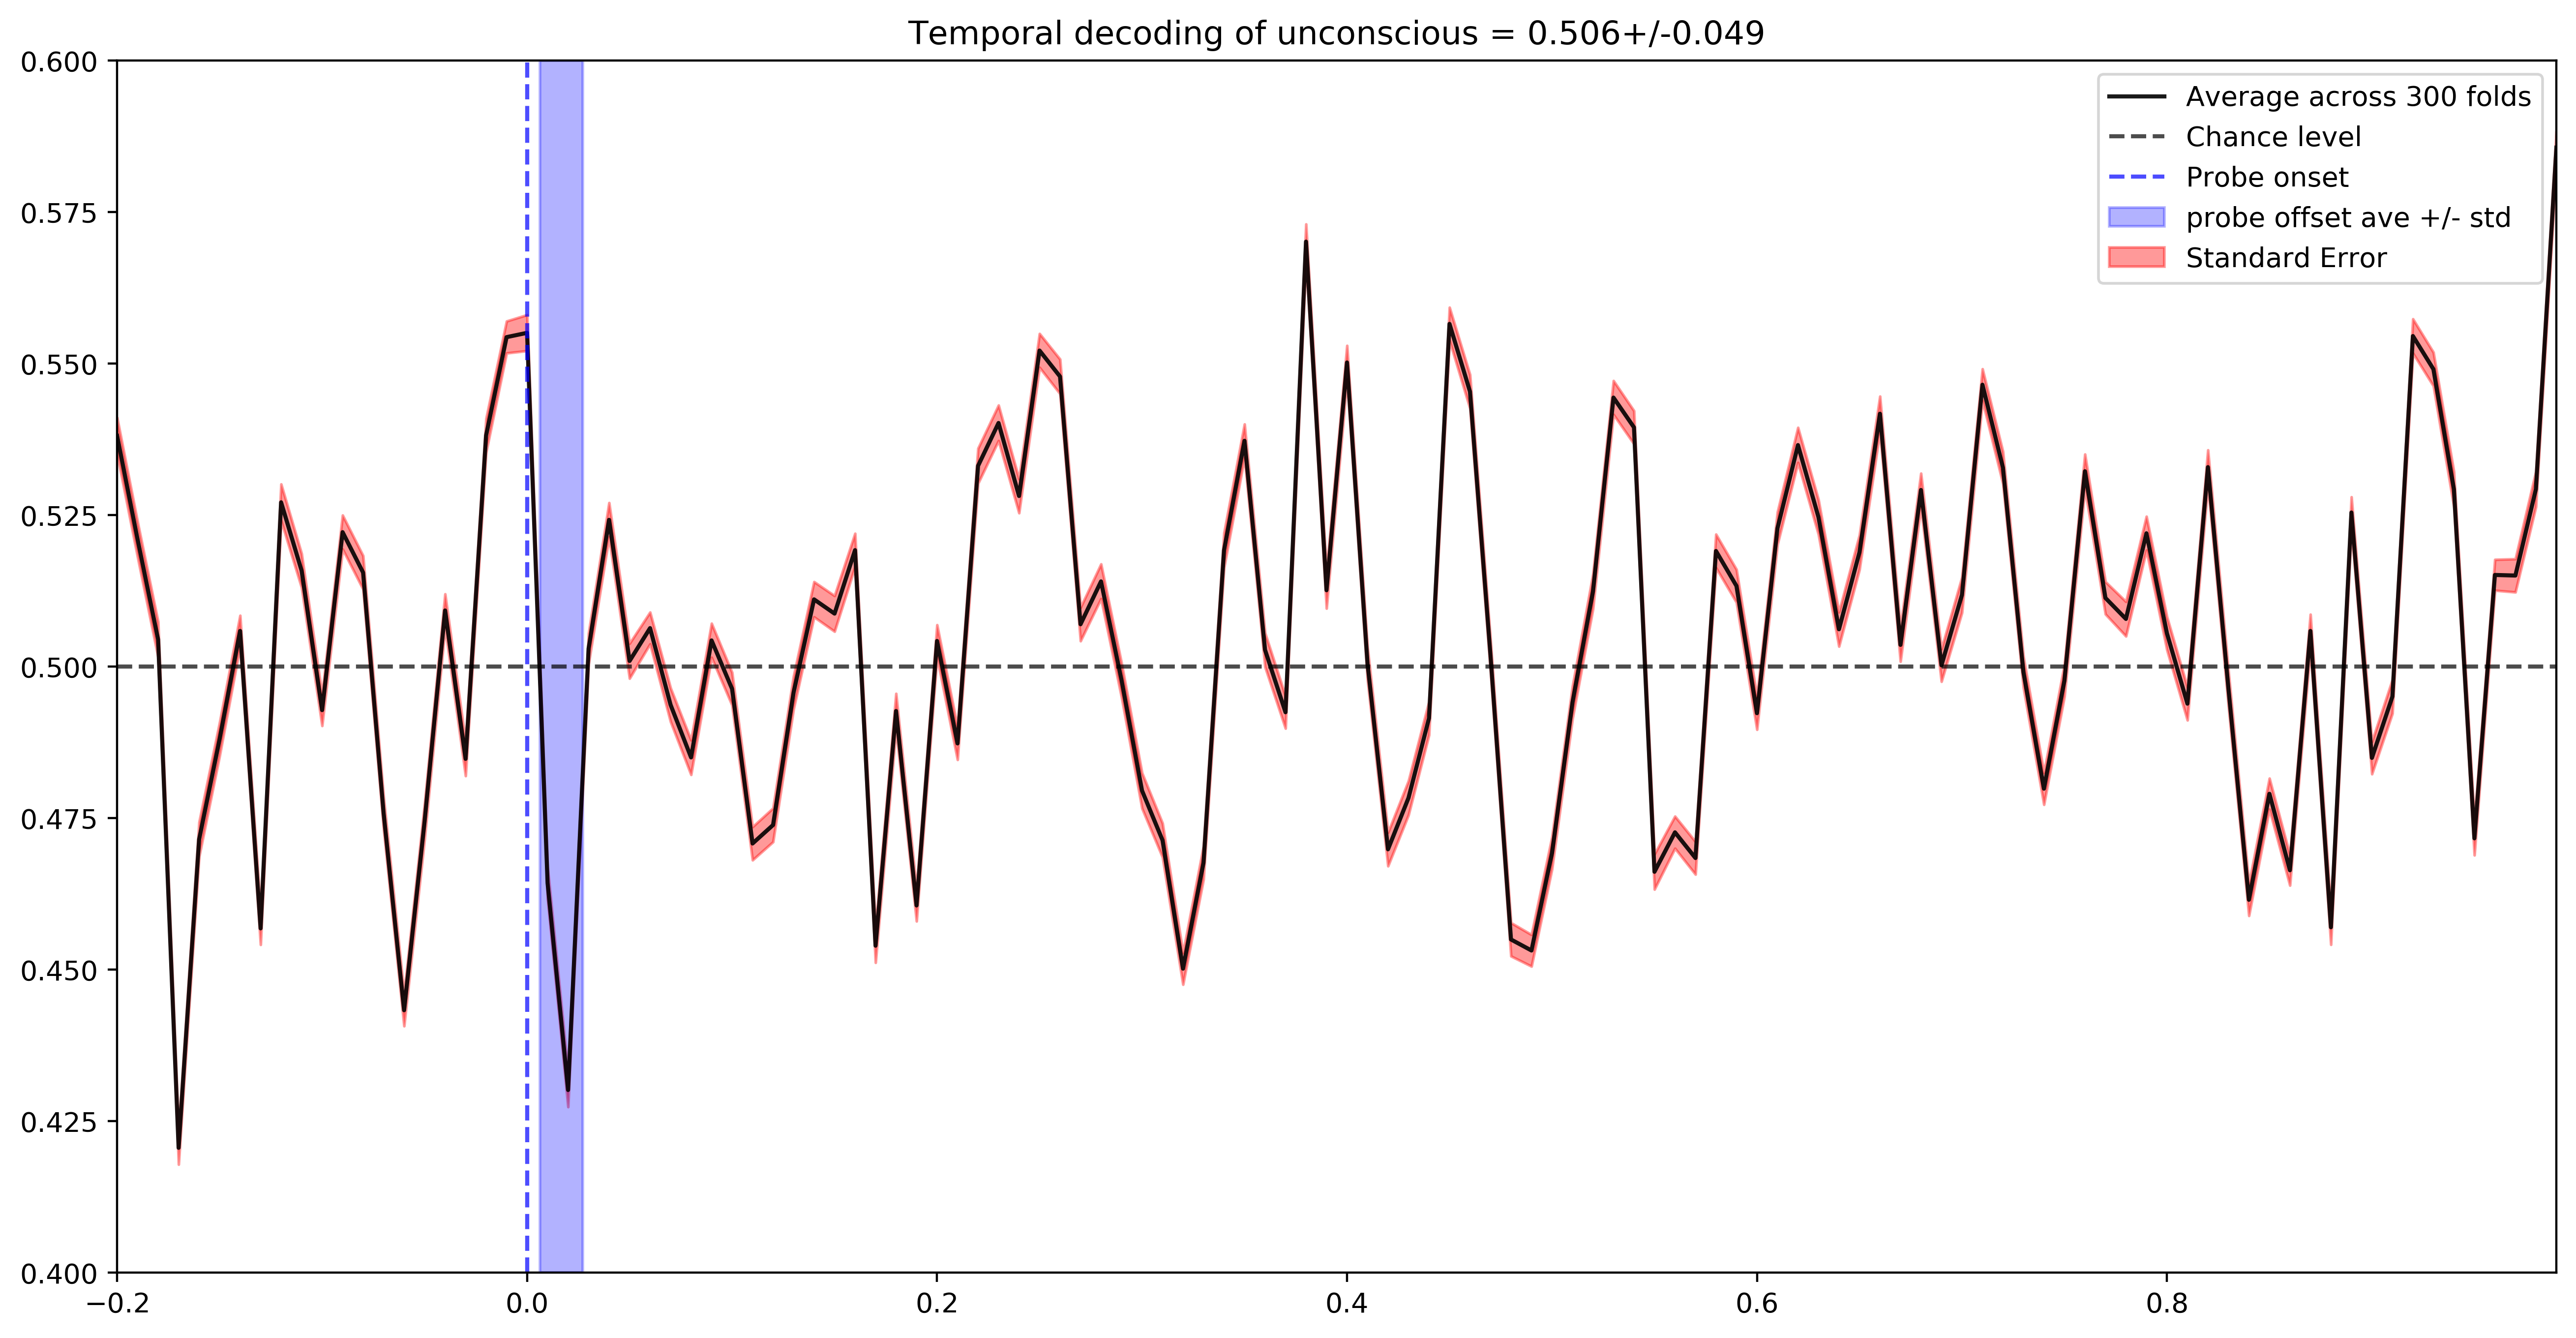 Temporal decoding of unconscious = 0.506+/-0.049
0.600
0.575
0.550
0.525
0.500
0.475
0.450
0.425
0.400
−0.2
0.0
0.2
0.4
0.6
0.8
Average across 300 folds
Chance level
Probe onset
probe offset ave +/- std
Standard Error